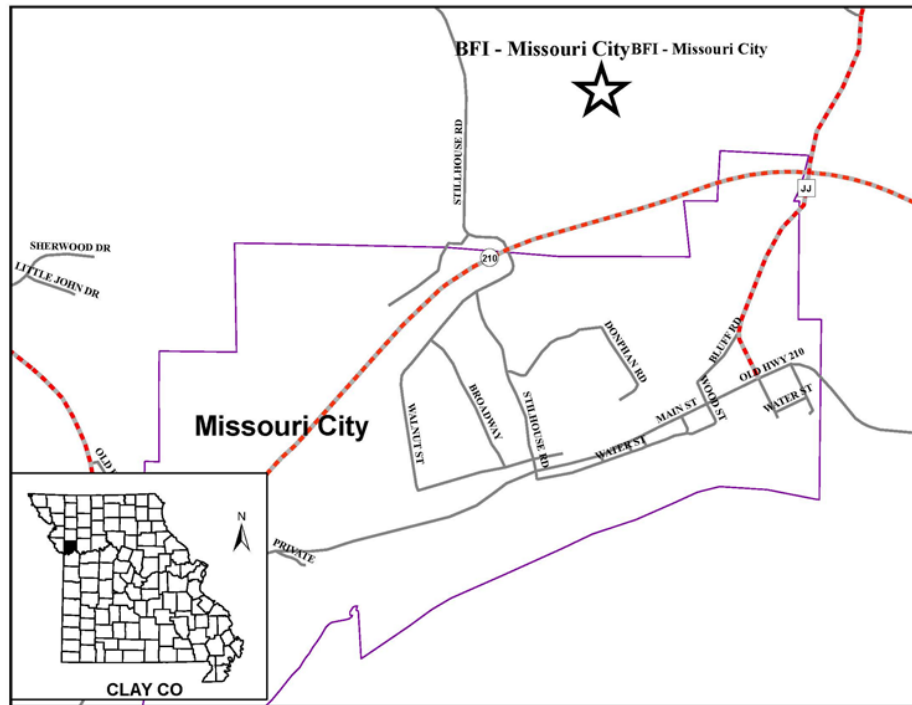 BFI - Missouri City
BFI - Missouri City
STILLHOUSE RD
JJ
SHERWOOD DR
LITTLE JOHN DR
210
DONPHAN RD
BLUFF RD
OLD HWY 210
WATER ST
WOOD ST
MAIN ST
WATER ST
BROADWAY
STILHOUSE RD
WALNUT ST
Missouri City
OLD
PRIVATE
N
CLAY CO